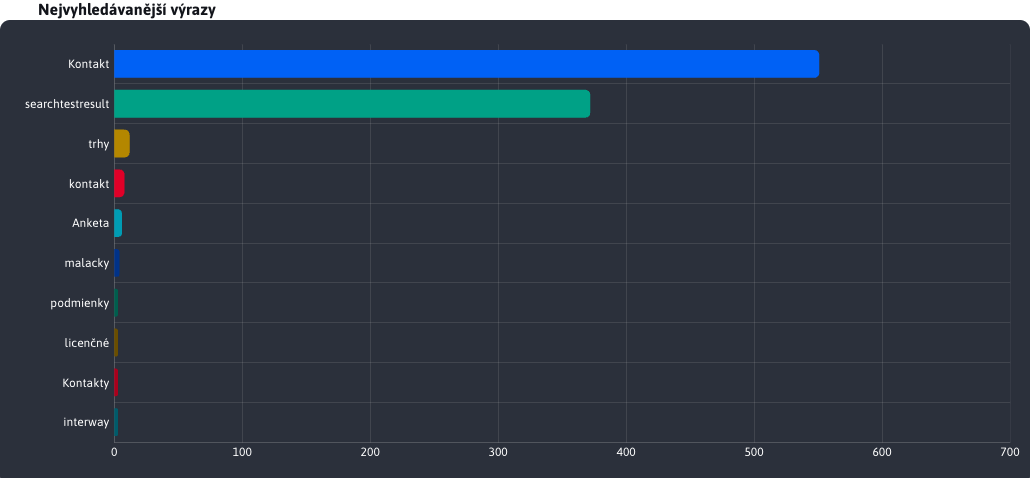 Nejvyhledávanější výrazy
Kontakt
searchtestresult
trhy
kontakt
Anketa
malacky
podmienky
licenčné
Kontakty
interway
0 100 200 300 400 500 600 700